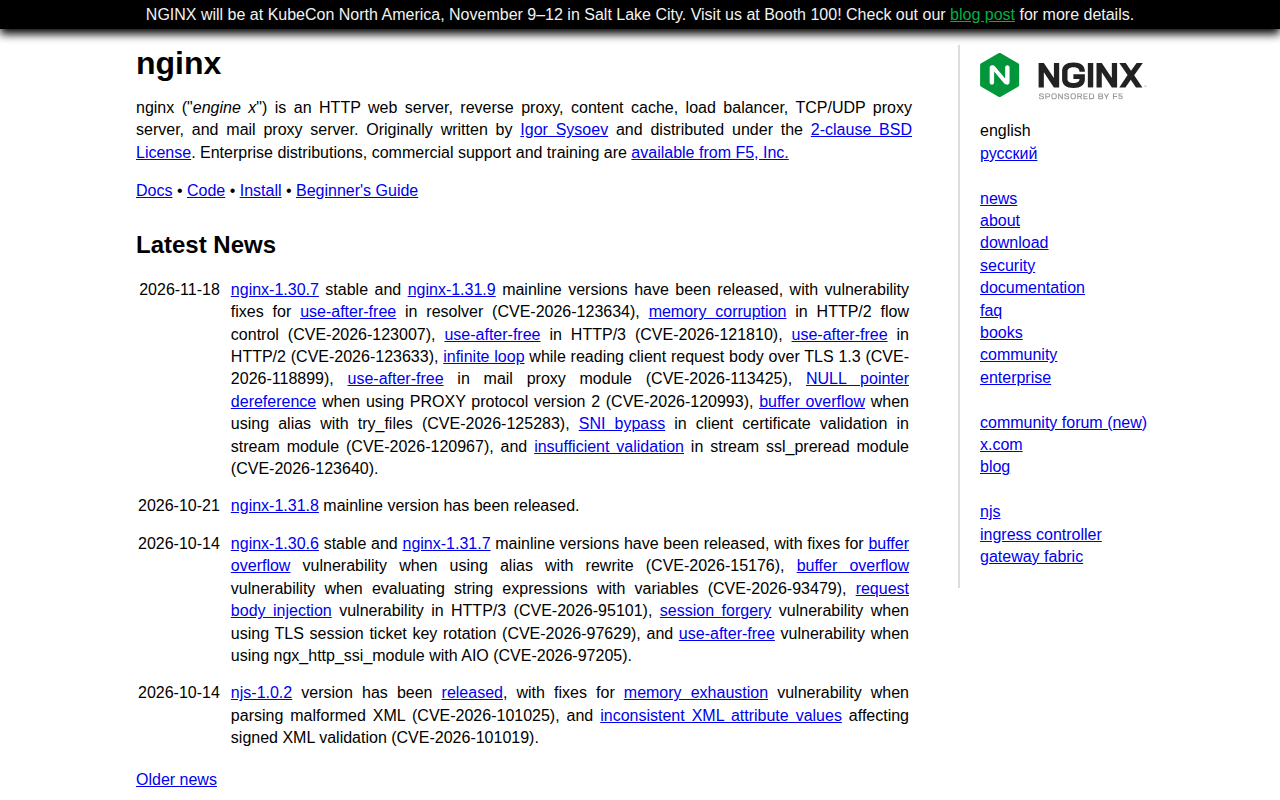 NGINX will be at KubeCon North America, November 9–12 in Salt Lake City. Visit us at Booth 100! Check out our blog post for more details.
nginx
nginx ("engine x") is an HTTP web server, reverse proxy, content cache, load balancer, TCP/UDP proxy
server, and mail proxy server. Originally written by Igor Sysoev and distributed under the 2-clause BSD
License. Enterprise distributions, commercial support and training are available from F5, Inc.
Docs • Code • Install • Beginner's Guide
Latest News
2026-11-18 nginx-1.30.7 stable and nginx-1.31.9 mainline versions have been released, with vulnerability
fixes for use-after-free in resolver (CVE-2026-123634), memory corruption in HTTP/2 flow
control (CVE-2026-123007), use-after-free in HTTP/3 (CVE-2026-121810), use-after-free in
HTTP/2 (CVE-2026-123633), infinite loop while reading client request body over TLS 1.3 (CVE-
2026-118899), use-after-free in mail proxy module (CVE-2026-113425), NULL pointer
dereference when using PROXY protocol version 2 (CVE-2026-120993), buffer overflow when
using alias with try_files (CVE-2026-125283), SNI bypass in client certificate validation in
stream module (CVE-2026-120967), and insufficient validation in stream ssl_preread module
(CVE-2026-123640).
2026-10-21 nginx-1.31.8 mainline version has been released.
2026-10-14 nginx-1.30.6 stable and nginx-1.31.7 mainline versions have been released, with fixes for buffer
overflow vulnerability when using alias with rewrite (CVE-2026-15176), buffer overflow
vulnerability when evaluating string expressions with variables (CVE-2026-93479), request
body injection vulnerability in HTTP/3 (CVE-2026-95101), session forgery vulnerability when
using TLS session ticket key rotation (CVE-2026-97629), and use-after-free vulnerability when
using ngx_http_ssi_module with AIO (CVE-2026-97205).
2026-10-14 njs-1.0.2 version has been released, with fixes for memory exhaustion vulnerability when
parsing malformed XML (CVE-2026-101025), and inconsistent XML attribute values affecting
signed XML validation (CVE-2026-101019).
Older news
NGINX
SPONSORED BY F5
english
русский
news
about
download
security
documentation
faq
books
community
enterprise
community forum (new)
x.com
blog
njs
ingress controller
gateway fabric